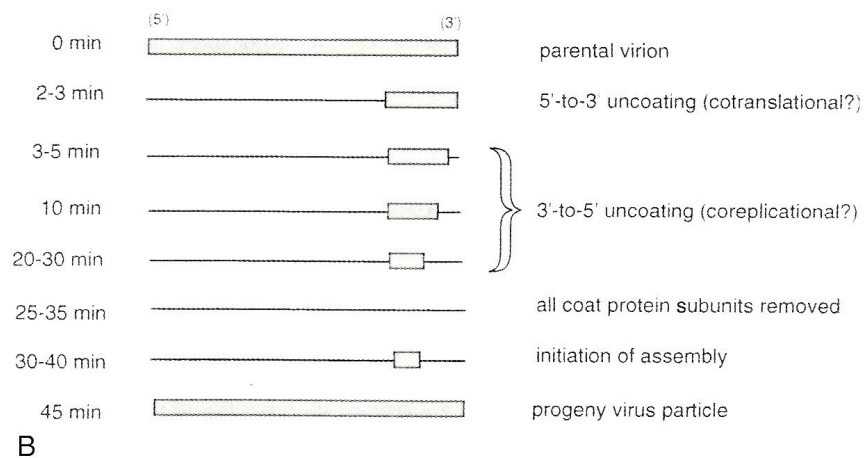 (5') (3')
0 min parental virion
2-3 min 5'-to-3' uncoating (cotranslational?)
3-5 min
10 min 3'-to-5' uncoating (coreplicational?)
20-30 min
25-35 min all coat protein subunits removed
30-40 min initiation of assembly
45 min progeny virus particle
B